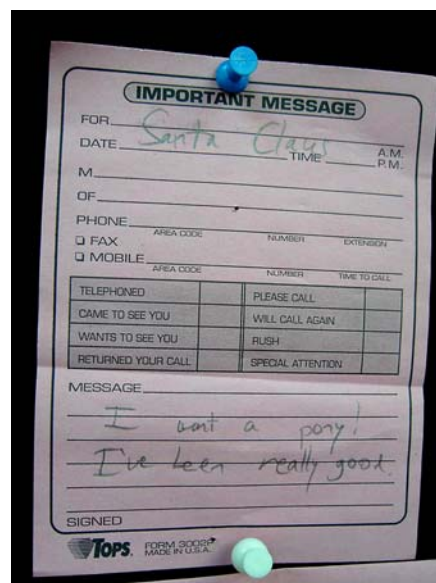 IMPORTANT MESSAGE
FOR
Santa Claus
DATE TIME A.M.
P.M.
M
OF
PHONE
AREA CODE NUMBER EXTENSION
FAX
MOBILE
AREA CODE NUMBER TIME TO CALL
TELEPHONED PLEASE CALL
CAME TO SEE YOU WILL CALL AGAIN
WANTS TO SEE YOU RUSH
RETURNED YOUR CALL SPECIAL ATTENTION
MESSAGE
I want a pony!
I've been really good.
SIGNED
TOPS. FORM 3002P
MADE IN U.S.A.